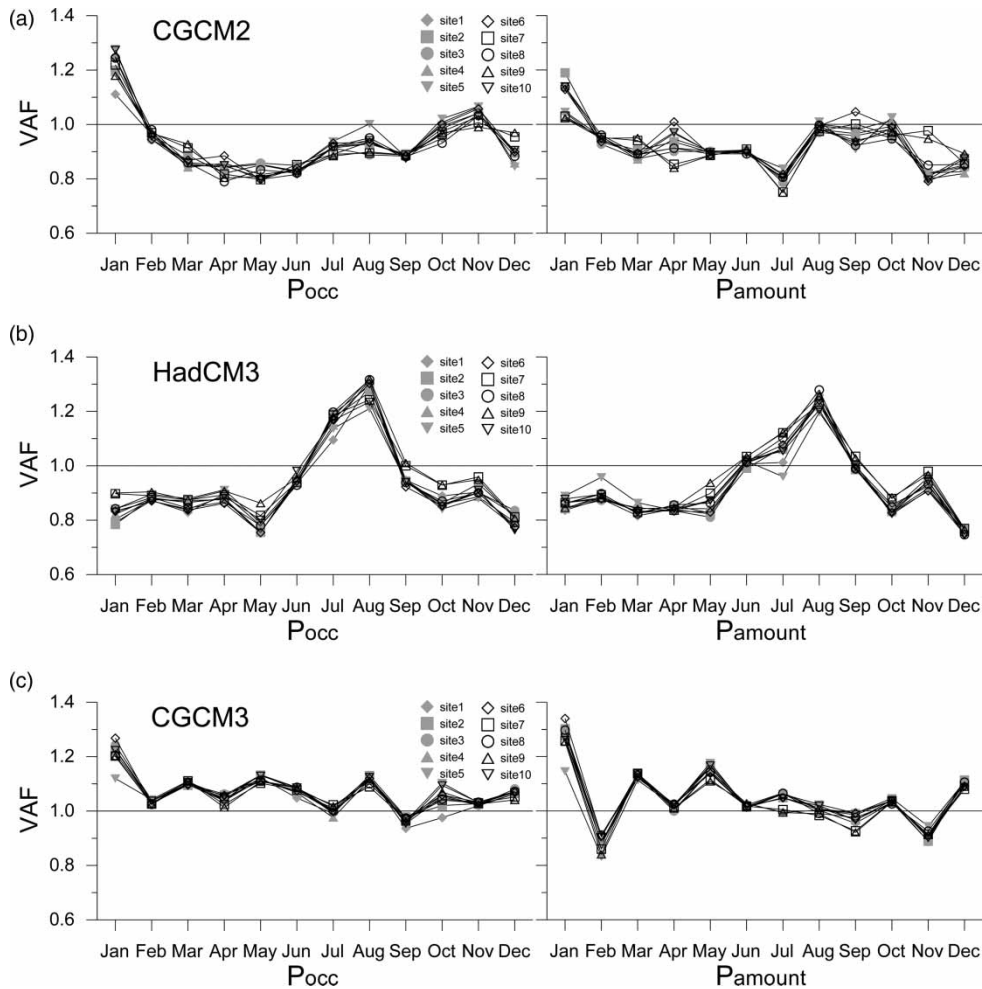 (a)
CGCM2
site1 site6
site2 site7
site3 site8
site4 site9
site5 site10
VAF
1.4
1.2
1.0
0.8
0.6
Jan Feb Mar Apr May Jun Jul Aug Sep Oct Nov Dec
Jan Feb Mar Apr May Jun Jul Aug Sep Oct Nov Dec
Pocc
Pamount
(b)
HadCM3
site1 site6
site2 site7
site3 site8
site4 site9
site5 site10
VAF
1.4
1.2
1.0
0.8
0.6
Jan Feb Mar Apr May Jun Jul Aug Sep Oct Nov Dec
Jan Feb Mar Apr May Jun Jul Aug Sep Oct Nov Dec
Pocc
Pamount
(c)
CGCM3
site1 site6
site2 site7
site3 site8
site4 site9
site5 site10
VAF
1.4
1.2
1.0
0.8
0.6
Jan Feb Mar Apr May Jun Jul Aug Sep Oct Nov Dec
Jan Feb Mar Apr May Jun Jul Aug Sep Oct Nov Dec
Pocc
Pamount